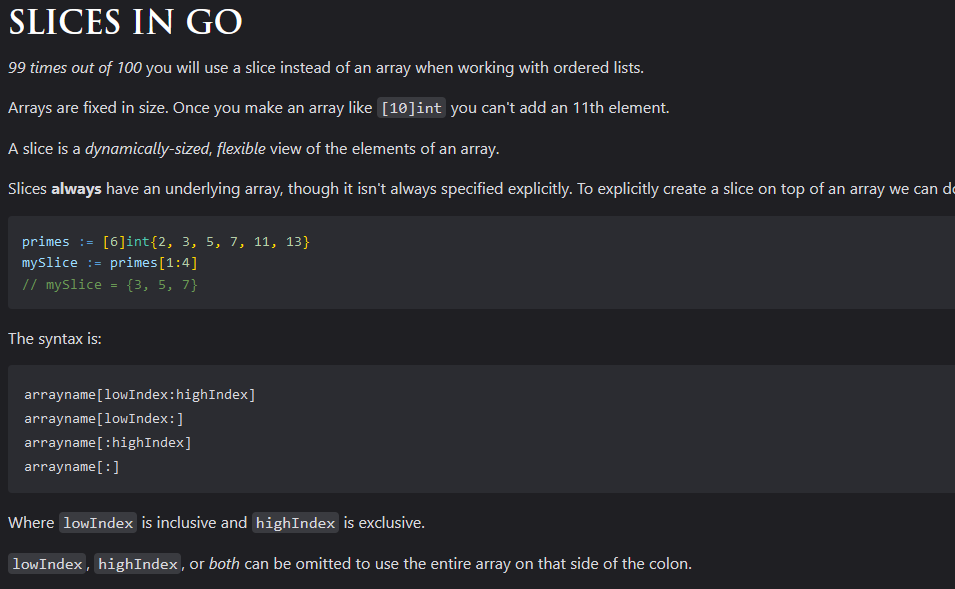 SLICES IN GO
99 times out of 100 you will use a slice instead of an array when working with ordered lists.
Arrays are fixed in size. Once you make an array like [10]int you can't add an 11th element.
A slice is a dynamically-sized, flexible view of the elements of an array.
Slices always have an underlying array, though it isn't always specified explicitly. To explicitly create a slice on top of an array we can
primes := [6]int{2, 3, 5, 7, 11, 13}
mySlice := primes[1:4]
// mySlice = {3, 5, 7}
The syntax is:
arrayname[lowIndex:highIndex]
arrayname[lowIndex:]
arrayname[:highIndex]
arrayname[:]
Where lowIndex is inclusive and highIndex is exclusive.
lowIndex, highIndex, or both can be omitted to use the entire array on that side of the colon.